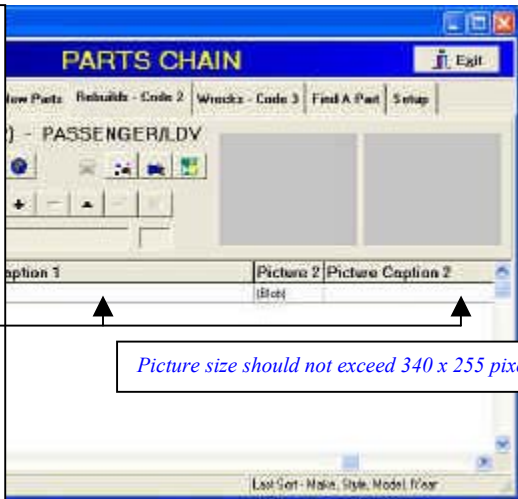 PARTS CHAIN
Exit
New Parts Rebuilds - Code 2 Wrecks - Code 3 Find A Part Setup
) - PASSENGER/LDV
aption 1 Picture 2 Picture Caption 2
(Blob)
Picture size should not exceed 340 x 255 pix
Last Sort - Make, Style, Model, N'ear